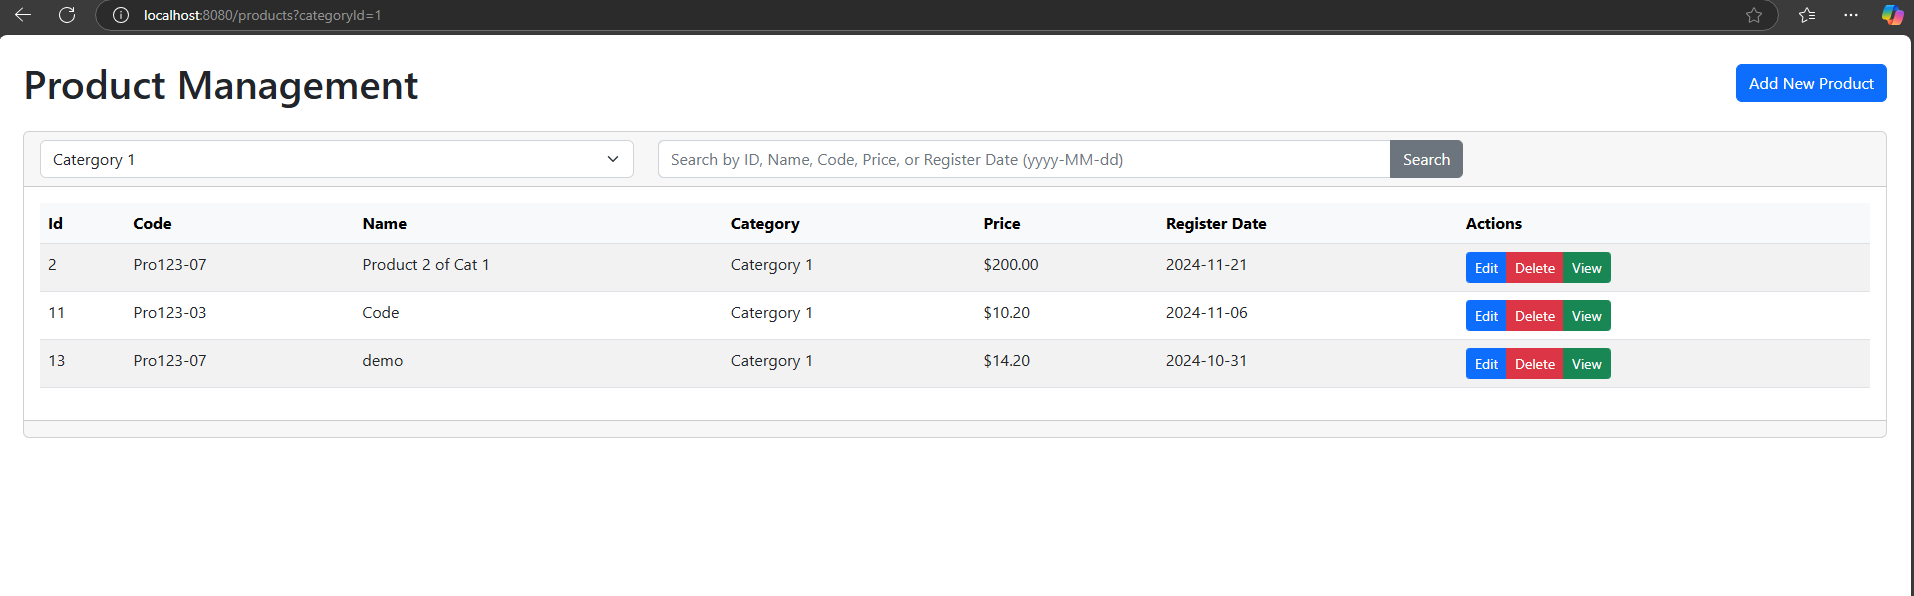 localhost:8080/products?categoryId=1
Product Management
Add New Product
Catergory 1
Search by ID, Name, Code, Price, or Register Date (yyyy-MM-dd)
Search
Id Code Name Category Price Register Date Actions
2 Pro123-07 Product 2 of Cat 1 Catergory 1 $200.00 2024-11-21 Edit Delete View
11 Pro123-03 Code Catergory 1 $10.20 2024-11-06 Edit Delete View
13 Pro123-07 demo Catergory 1 $14.20 2024-10-31 Edit Delete View